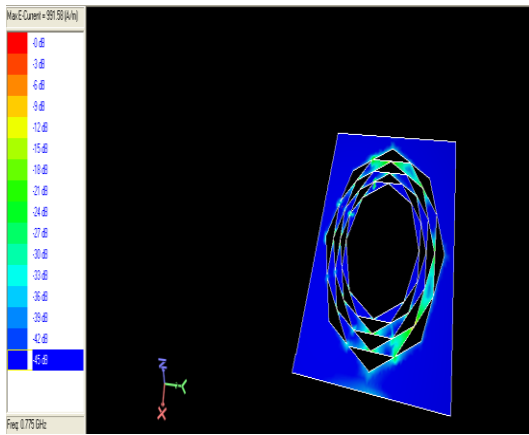 Max E-Current = 991.58 (A/m)
-0 dB
-3 dB
-6 dB
-9 dB
-12 dB
-15 dB
-18 dB
-21 dB
-24 dB
-27 dB
-30 dB
-33 dB
-36 dB
-39 dB
-42 dB
-45 dB
Z
Y
X
Freq: 0.775 GHz